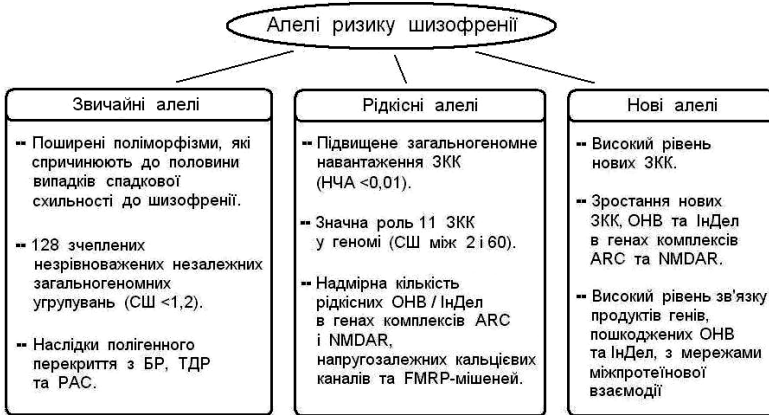 Алелі ризику шизофренії
Звичайні алелі
-- Поширені поліморфізми, які
спричинюють до половини
випадків спадкової
схильності до шизофренії.
-- 128 зчеплених
незрівноважених незалежних
загальногеномних
угрупувань (СШ <1,2).
-- Наслідки полігенного
перекриття з БР, ТДР
та РАС.
Рідкісні алелі
-- Підвищене загальногеномне
навантаження ЗКК
(НЧА <0,01).
-- Значна роль 11 ЗКК
у геномі (СШ між 2 і 60).
-- Надмірна кількість
рідкісних ОНВ / ІнДел
в генах комплексів ARC
і NMDAR,
напругозалежних кальцієвих
каналів та FMRP-мішеней.
Нові алелі
-- Високий рівень
нових ЗКК.
-- Зростання нових
ЗКК, ОНВ та ІнДел
в генах комплексів
ARC та NMDAR.
-- Високий рівень зв'язку
продуктів генів,
пошкоджених ОНВ
та ІнДел, з мережами
міжпротеїнової
взаємодії